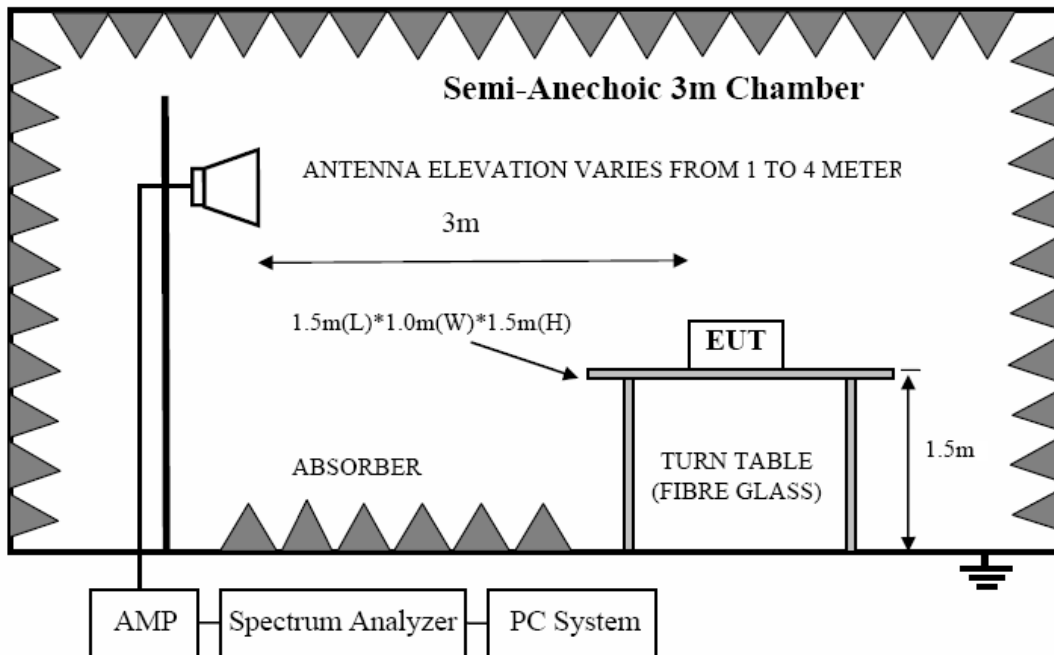 Semi-Anechoic 3m Chamber
ANTENNA ELEVATION VARIES FROM 1 TO 4 METER
3m
1.5m(L)*1.0m(W)*1.5m(H)
EUT
ABSORBER
TURN TABLE
(FIBRE GLASS)
1.5m
AMP
Spectrum Analyzer
PC System